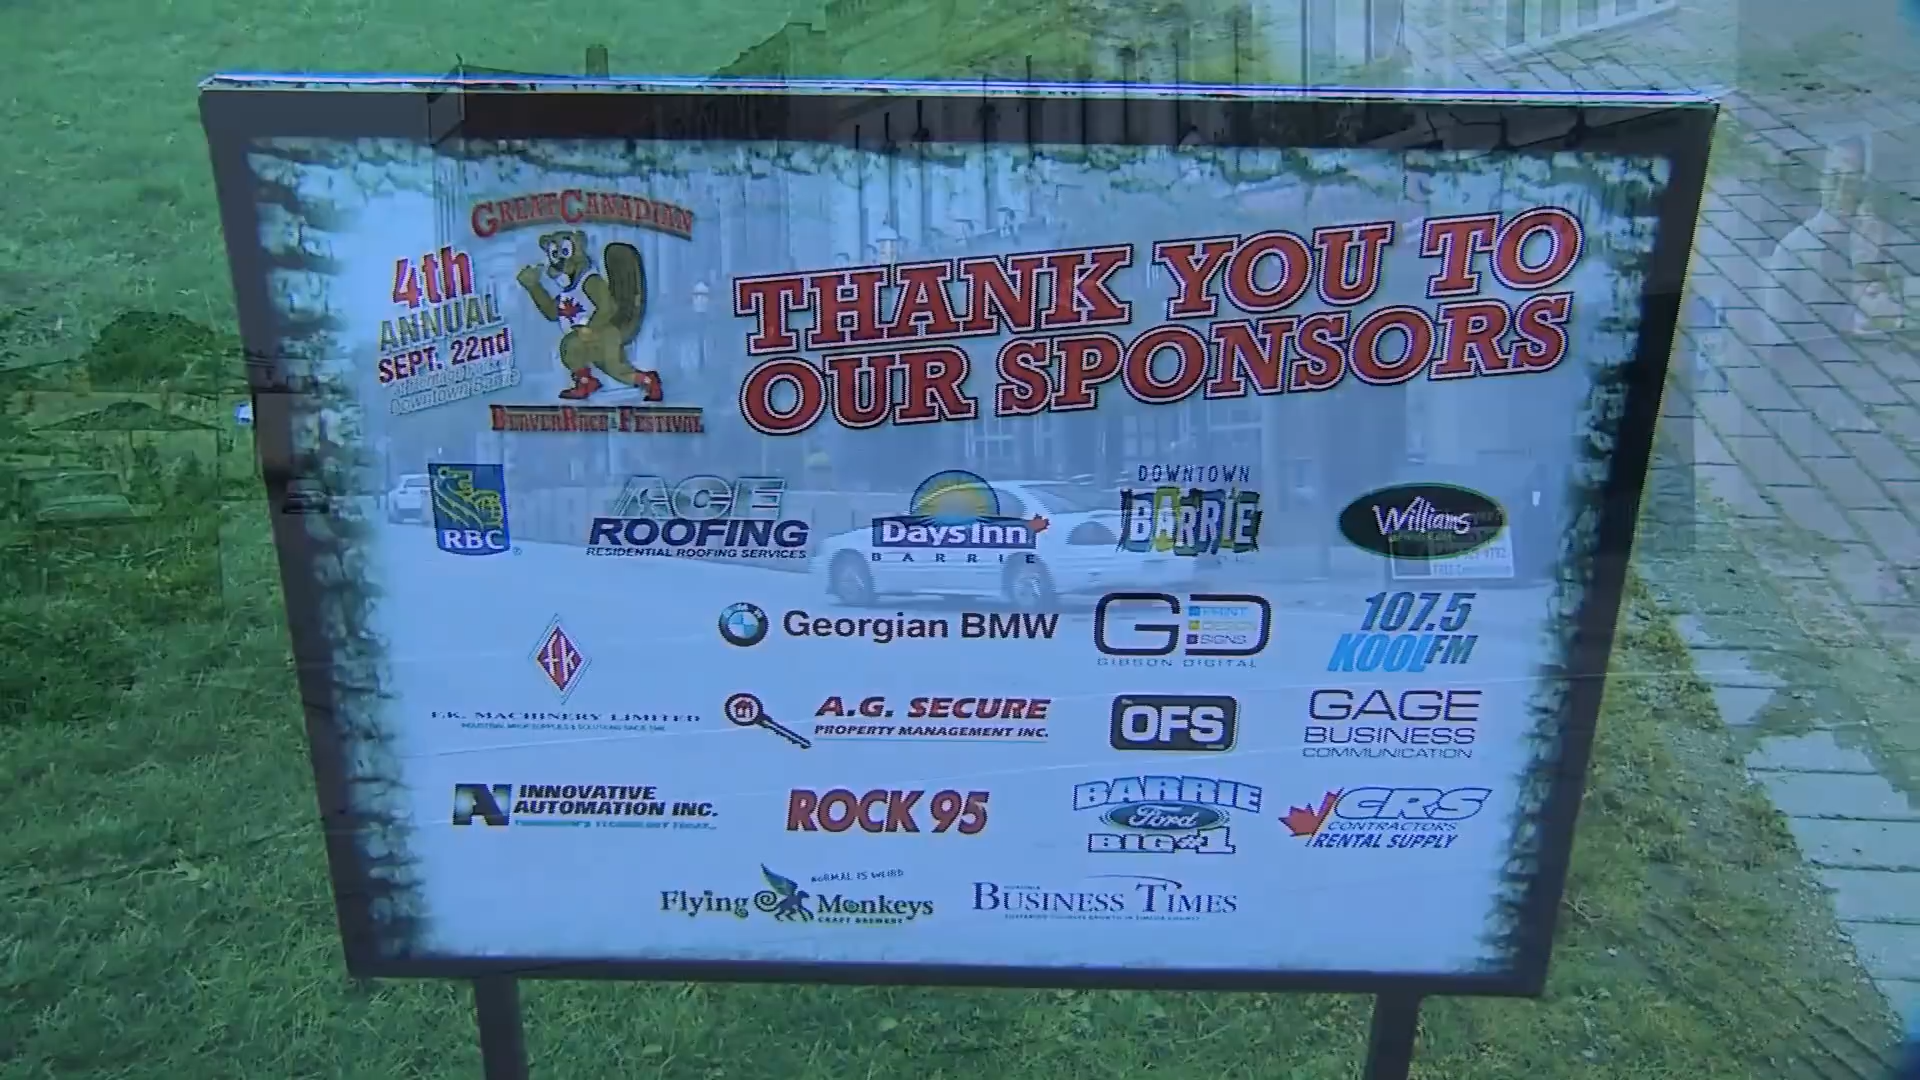 GREAT CANADIAN
4th
ANNUAL
SEPT. 22nd
Downtown Barrie
BEAVER RACE & FESTIVAL
THANK YOU TO
OUR SPONSORS
RBC
ACE
ROOFING
RESIDENTIAL ROOFING SERVICES
Days Inn
BARRIE
DOWNTOWN
BARRIE
Williams
fk
F.K. MACHINERY LIMITED
Georgian BMW
GD
PRINT
DESIGN
SIGNS
GIBSON DIGITAL
107.5
KOOL FM
A.G. SECURE
PROPERTY MANAGEMENT INC.
OFS
GAGE
BUSINESS
COMMUNICATION
INNOVATIVE
AUTOMATION INC.
ROCK 95
BARRIE
Ford
BIG #1
CRS
CONTRACTORS
RENTAL SUPPLY
NORMAL IS WEIRD
Flying Monkeys
CRAFT BREWERY
BUSINESS TIMES